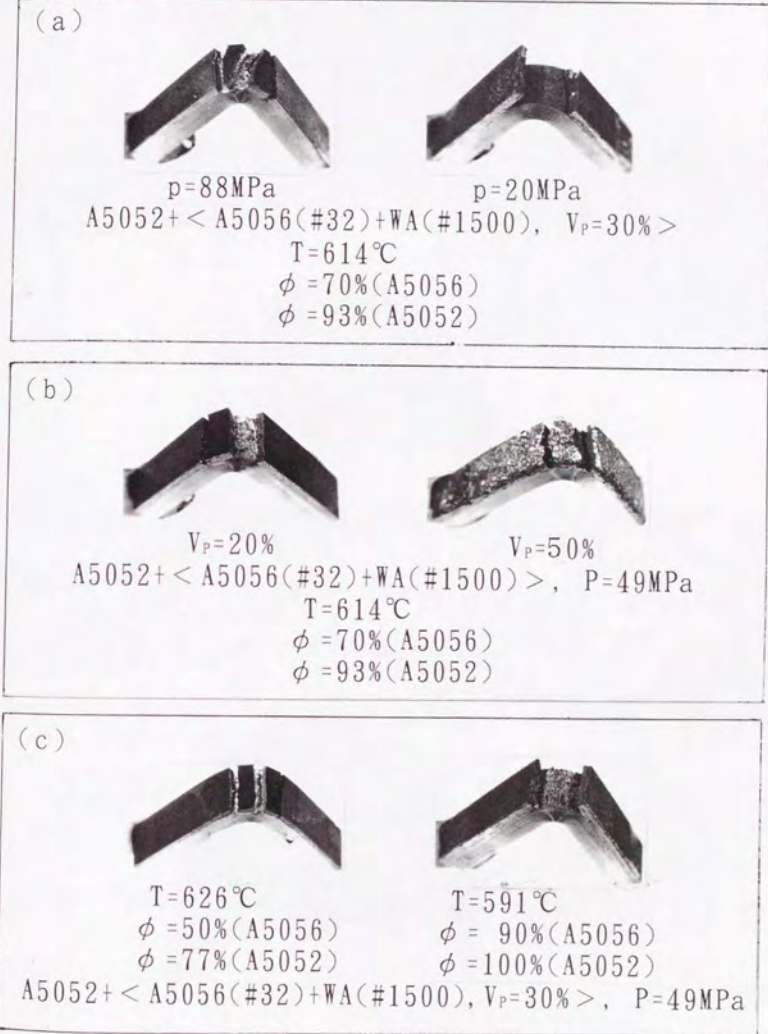 (a)
p=88MPa p=20MPa
A5052+<A5056(#32)+WA(#1500), VP=30%>
T=614℃
φ=70%(A5056)
φ=93%(A5052)
(b)
VP=20% VP=50%
A5052+<A5056(#32)+WA(#1500)>, P=49MPa
T=614℃
φ=70%(A5056)
φ=93%(A5052)
(c)
T=626℃ T=591℃
φ=50%(A5056) φ= 90%(A5056)
φ=77%(A5052) φ=100%(A5052)
A5052+<A5056(#32)+WA(#1500), VP=30%>, P=49MPa